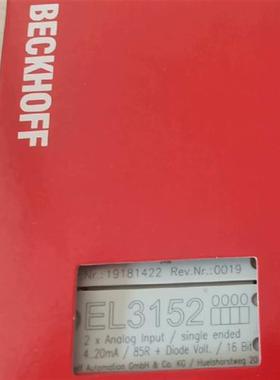 BECKHOFF
Nr.:19181422 Rev.Nr.:0019
EL3152 0000
2 x Analog Input / single ended
4..20mA / 85R + Diode Volt. / 16 Bit
Automation GmbH & Co. KG / Huelshorstweg 20